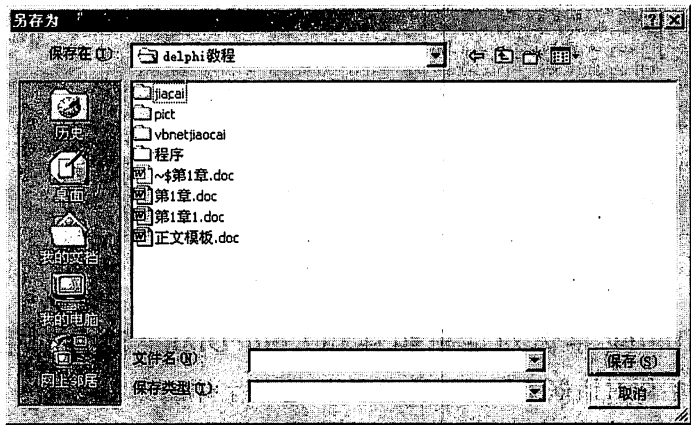 另存为
保存在(I):
delphi教程
历史
桌面
我的文档
我的电脑
网上邻居
jiacai
pict
vbnetjiaocai
程序
~$第1章.doc
第1章.doc
第1章1.doc
正文模板.doc
文件名(N):
保存类型(T):
保存(S)
取消